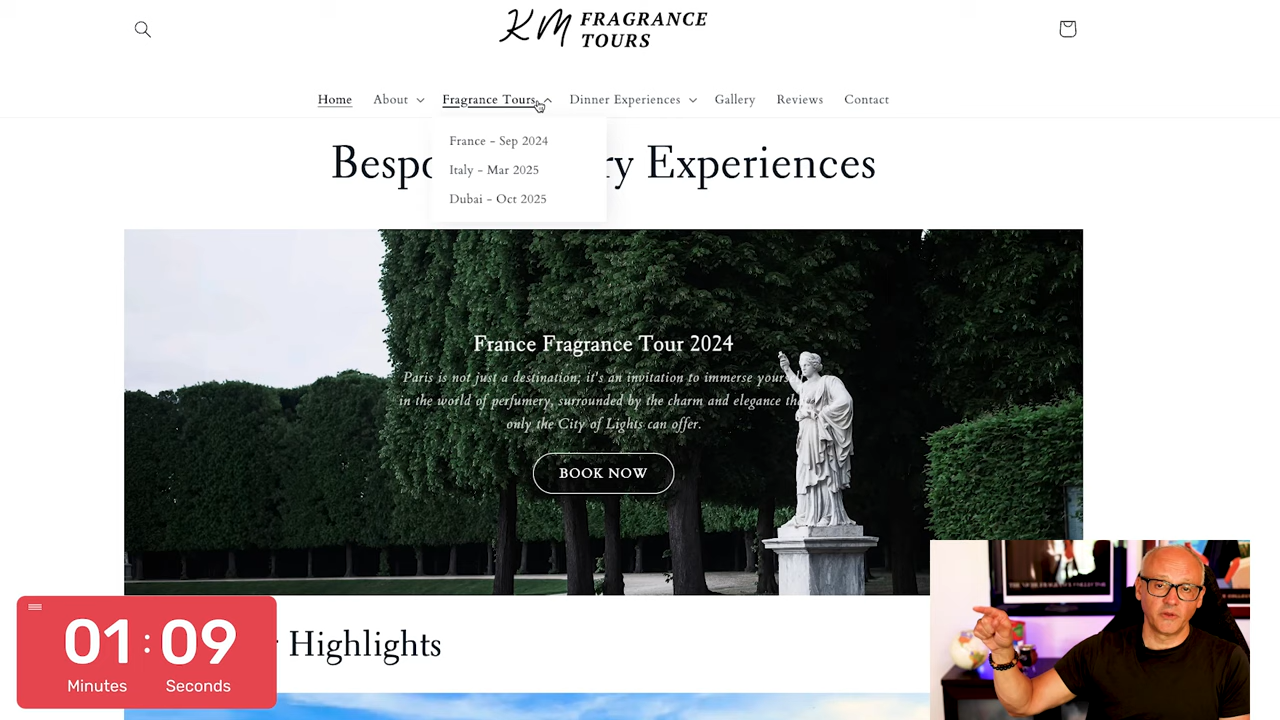 KM FRAGRANCE
TOURS
Home About Fragrance Tours Dinner Experiences Gallery Reviews Contact
France - Sep 2024
Italy - Mar 2025
Dubai - Oct 2025
Experiences
France Fragrance Tour 2024
Paris is not just a destination; it's an invitation to immerse yourself
in the world of perfumery, surrounded by the charm and elegance that
only the City of Lights can offer.
BOOK NOW
Highlights
01 : 09
Minutes Seconds